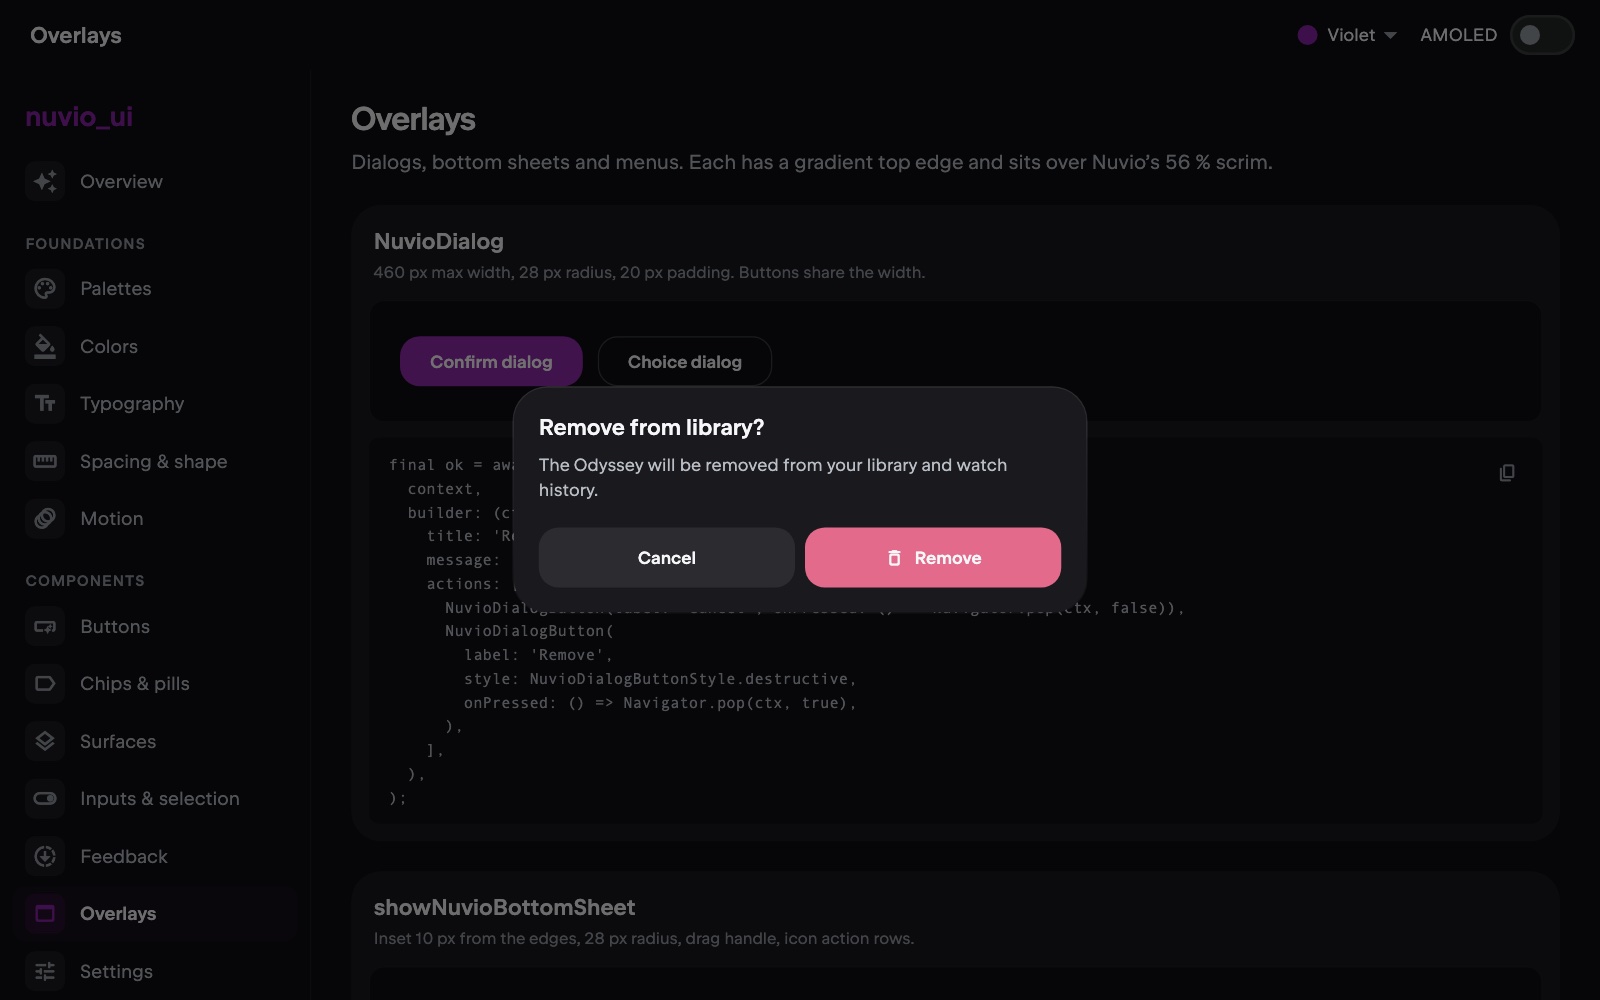 Overlays
Violet
AMOLED
nuvio_ui
Overview
FOUNDATIONS
Palettes
Colors
Typography
Spacing & shape
Motion
COMPONENTS
Buttons
Chips & pills
Surfaces
Inputs & selection
Feedback
Overlays
Settings
Overlays
Dialogs, bottom sheets and menus. Each has a gradient top edge and sits over Nuvio’s 56 % scrim.
NuvioDialog
460 px max width, 28 px radius, 20 px padding. Buttons share the width.
Confirm dialog
Choice dialog
Remove from library?
The Odyssey will be removed from your library and watch
history.
Cancel
Remove
final ok =
context,
builder:
title:
message:
actions:
ctx, false)),
NuvioDialogButton(
label: 'Remove',
style: NuvioDialogButtonStyle.destructive,
onPressed: () => Navigator.pop(ctx, true),
),
],
),
);
showNuvioBottomSheet
Inset 10 px from the edges, 28 px radius, drag handle, icon action rows.